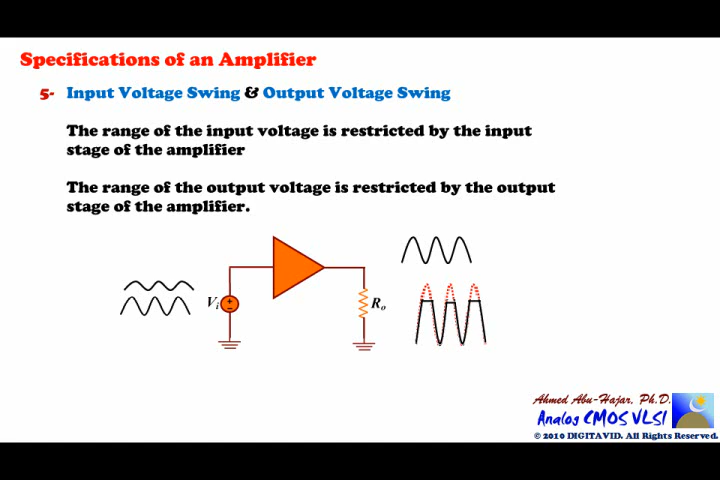 Specifications of an Amplifier
5- Input Voltage Swing & Output Voltage Swing
The range of the input voltage is restricted by the input
stage of the amplifier
The range of the output voltage is restricted by the output
stage of the amplifier.
Vi
+
−
Ro
Ahmed Abu-Hajar, Ph.D.
Analog CMOS VLSI
© 2010 DIGITAVID. All Rights Reserved.